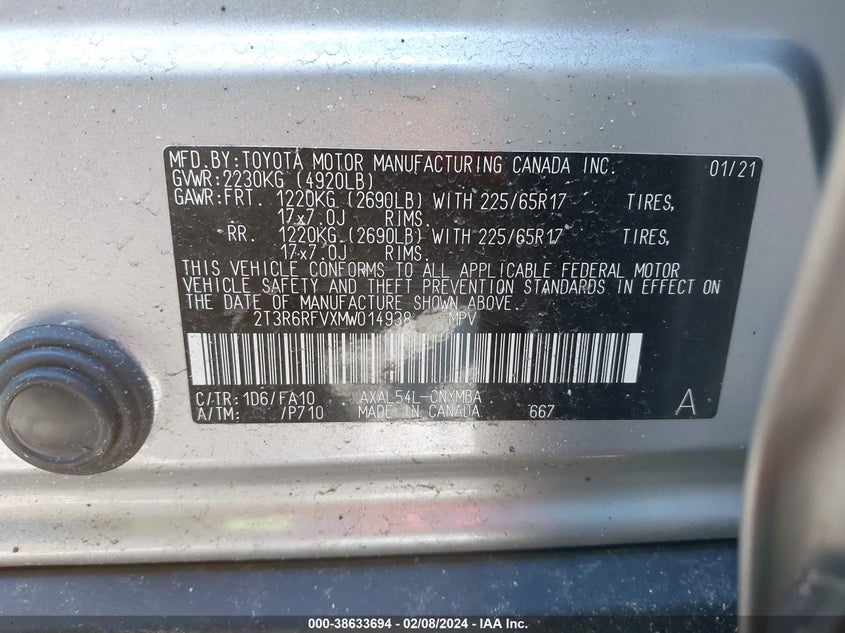 MFD.BY:TOYOTA MOTOR MANUFACTURING CANADA INC. 01/21
GVWR:2230KG (4920LB)
GAWR:FRT. 1220KG (2690LB) WITH 225/65R17 TIRES,
17x7.0J RIMS.
RR. 1220KG (2690LB) WITH 225/65R17 TIRES,
17x7.0J RIMS.
THIS VEHICLE CONFORMS TO ALL APPLICABLE FEDERAL MOTOR
VEHICLE SAFETY AND THEFT PREVENTION STANDARDS IN EFFECT ON
THE DATE OF MANUFACTURE SHOWN ABOVE.
2T3R6RFVXMW014938 MPV
C/TR:1D6/FA10 AXAL54L-CNXMBA
A/TM: /P710 MADE IN CANADA 667 A
000-38633694 - 02/08/2024 - IAA Inc.